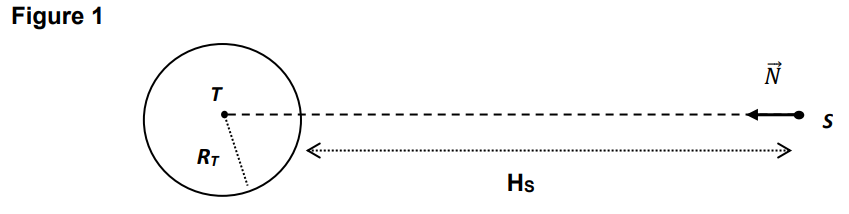 Figure 1
N⃗
T
S
R_T
H_S